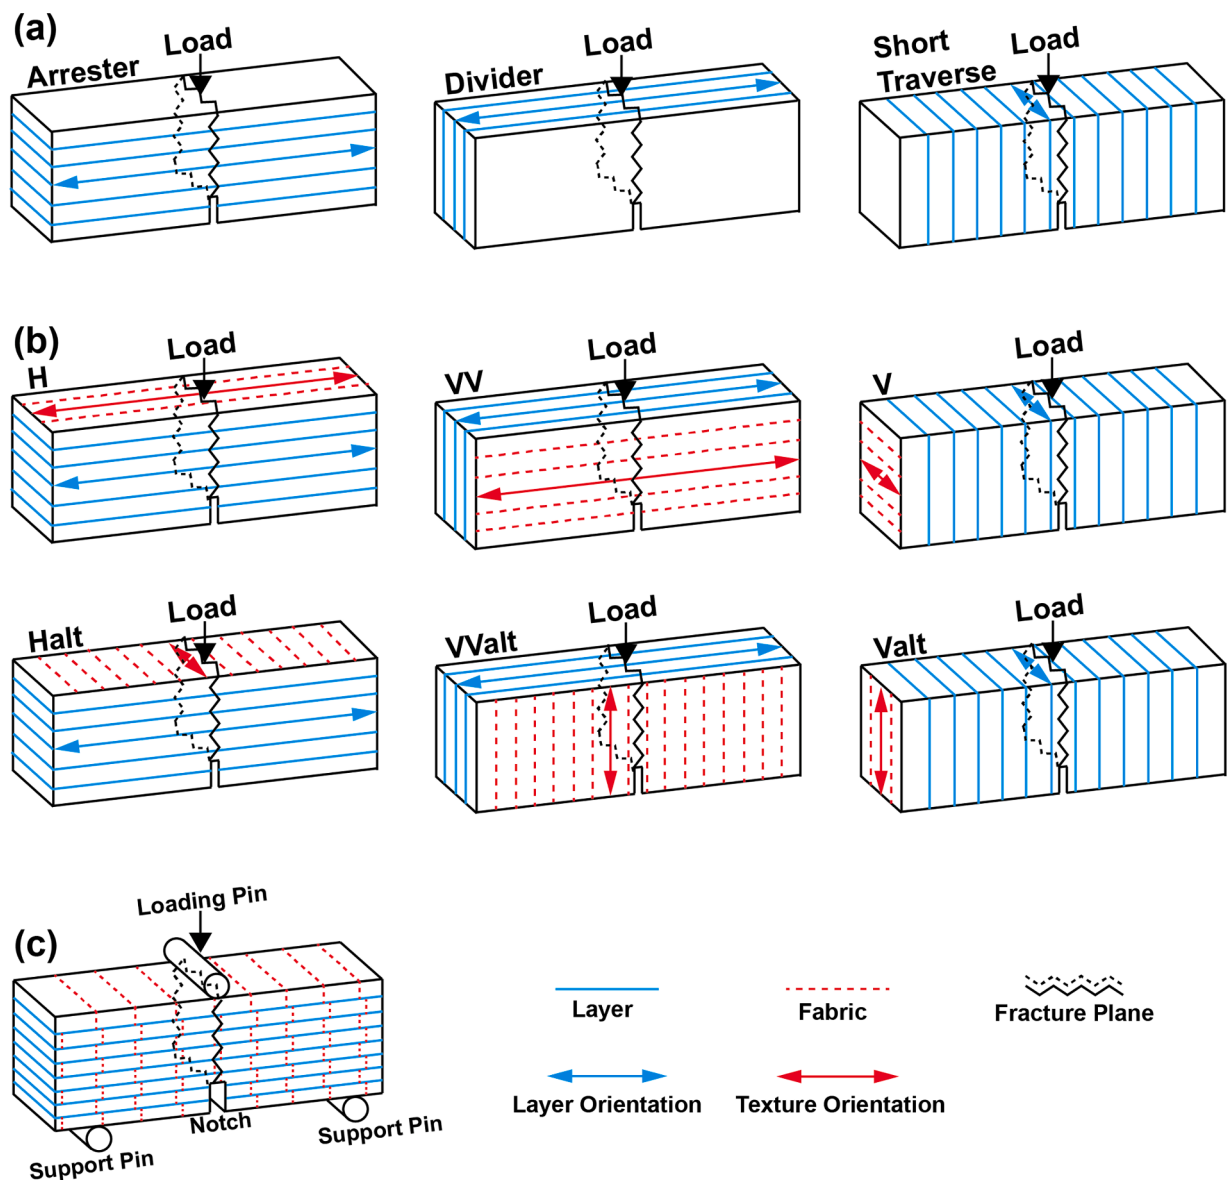 (a)
Arrester
Load
Divider
Load
Short
Traverse
Load
(b)
H
Load
VV
Load
V
Load
Halt
Load
VValt
Load
Valt
Load
(c)
Loading Pin
Notch
Support Pin
Support Pin
Layer
Fabric
Fracture Plane
Layer Orientation
Texture Orientation